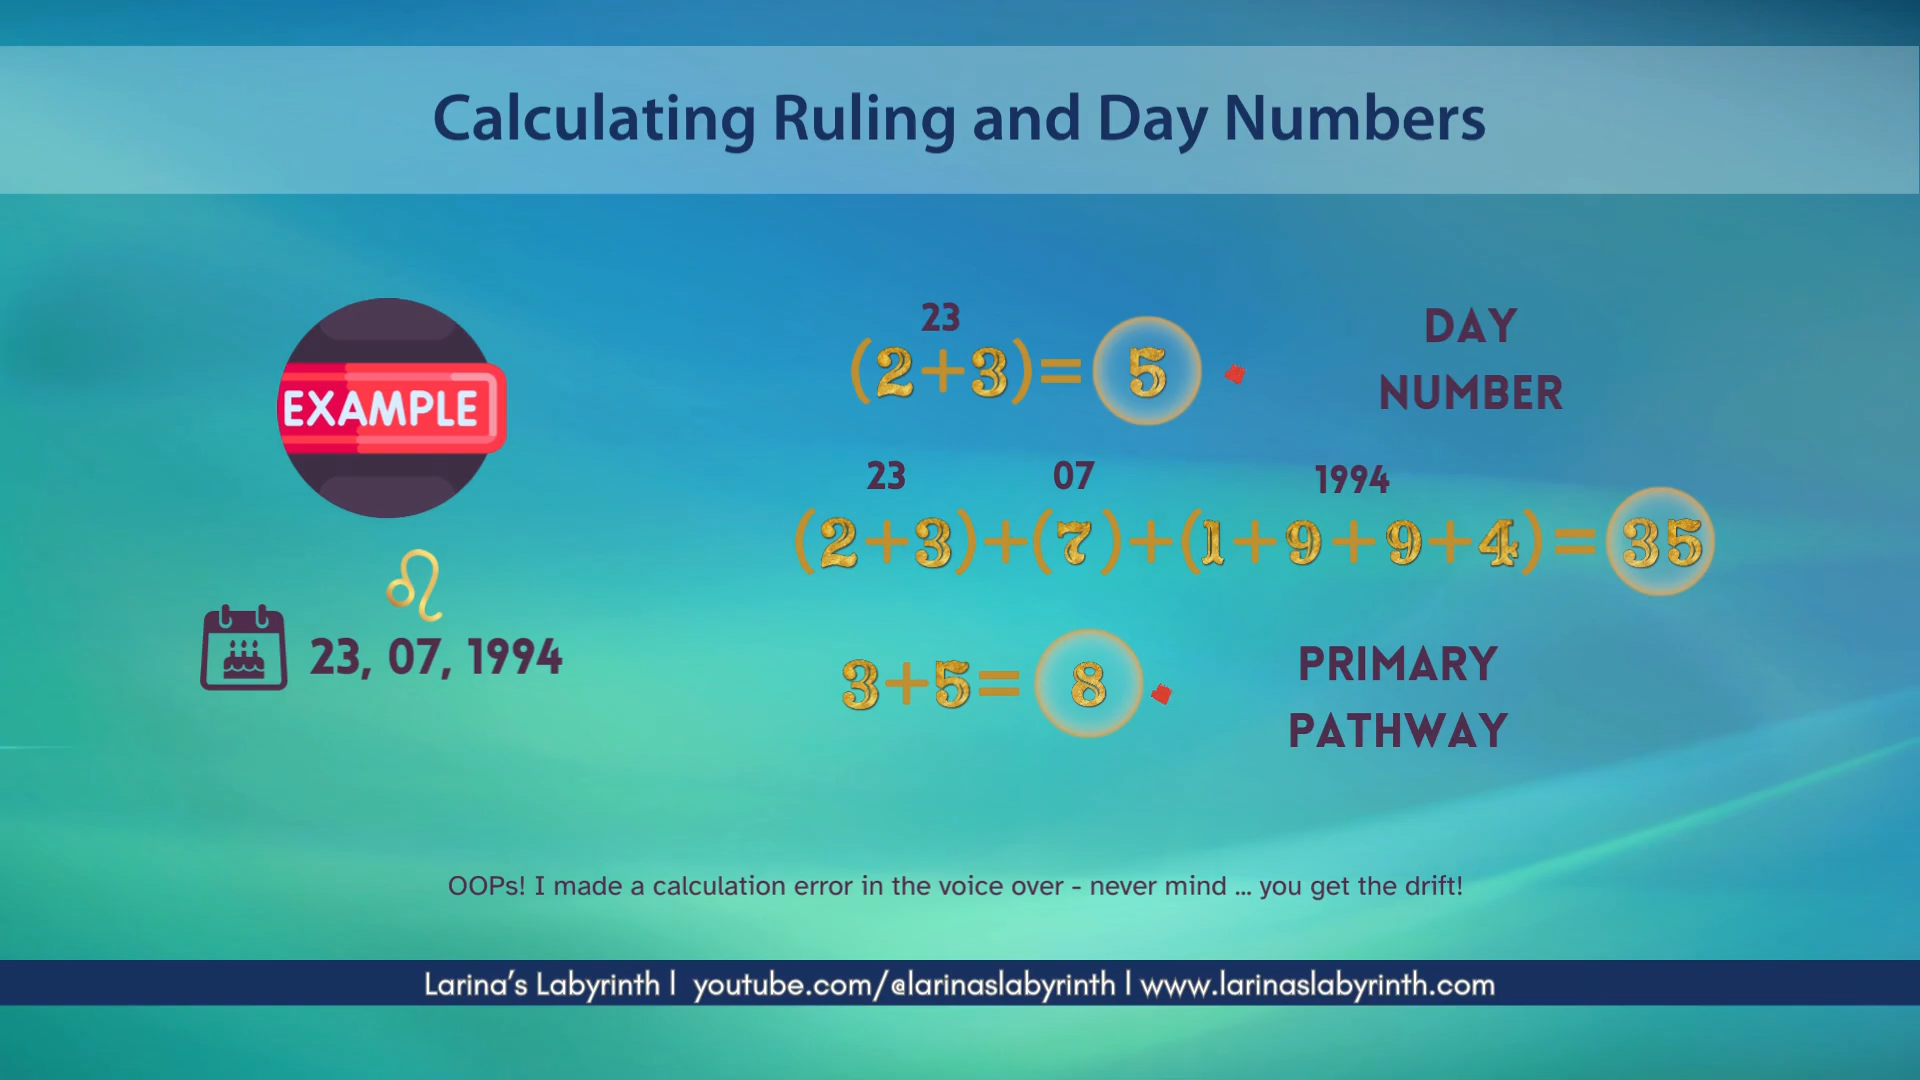 Calculating Ruling and Day Numbers
EXAMPLE
23, 07, 1994
23
(2+3)= 5
DAY
NUMBER
23 07 1994
(2+3)+(7)+(1+9+9+4)= 35
3+5= 8
PRIMARY
PATHWAY
OOPs! I made a calculation error in the voice over - never mind ... you get the drift!
Larina's Labyrinth | youtube.com/@larinaslabyrinth | www.larinaslabyrinth.com